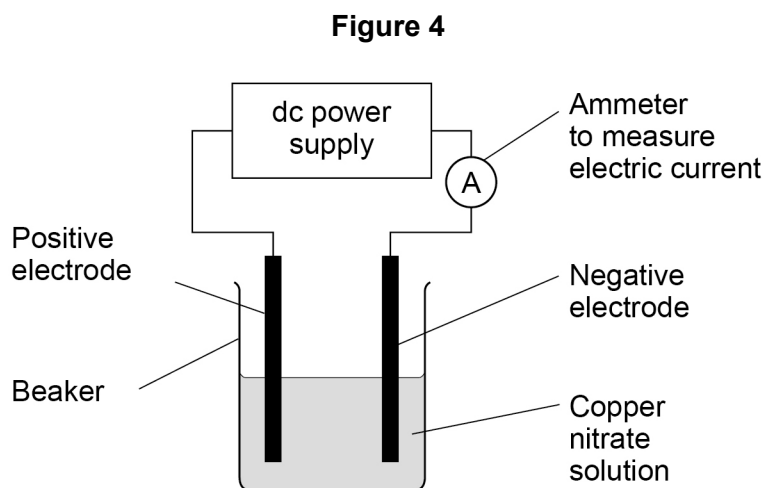 Figure 4
dc power
supply
Ammeter
to measure
electric current
A
Positive
electrode
Negative
electrode
Beaker
Copper
nitrate
solution